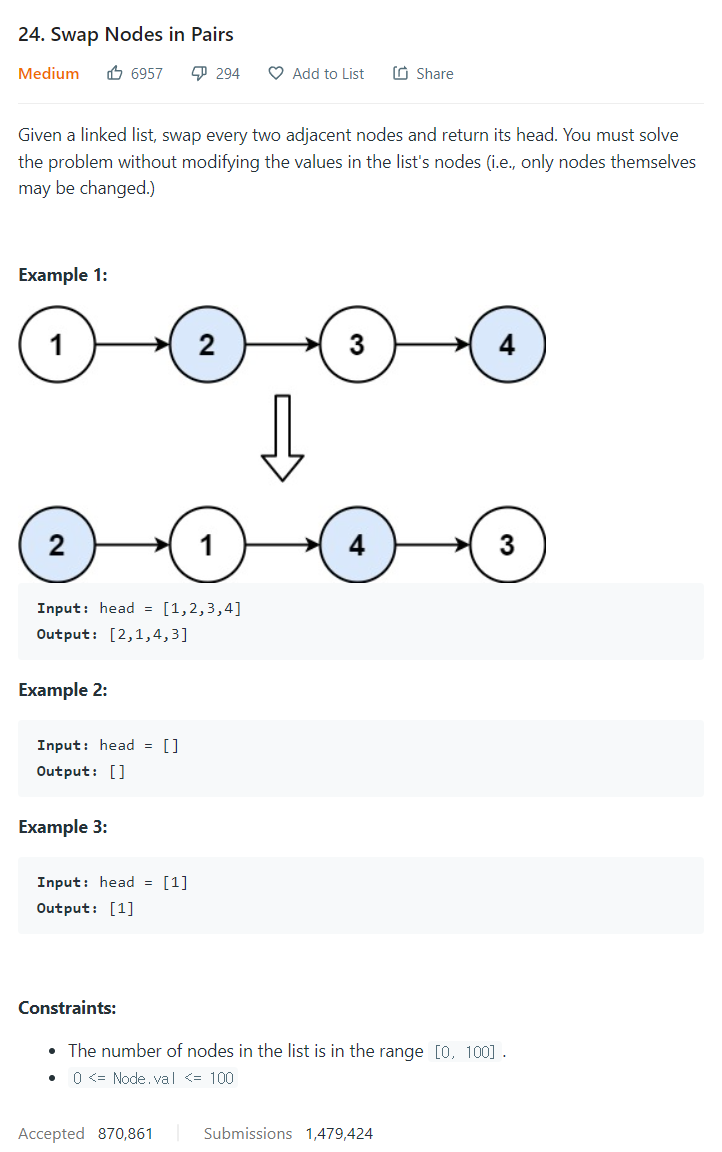 24. Swap Nodes in Pairs
Medium 6957 294 Add to List Share
Given a linked list, swap every two adjacent nodes and return its head. You must solve
the problem without modifying the values in the list's nodes (i.e., only nodes themselves
may be changed.)
Example 1:
1 2 3 4
2 1 4 3
Input: head = [1,2,3,4]
Output: [2,1,4,3]
Example 2:
Input: head = []
Output: []
Example 3:
Input: head = [1]
Output: [1]
Constraints:
• The number of nodes in the list is in the range [0, 100] .
• 0 <= Node.val <= 100
Accepted 870,861 Submissions 1,479,424